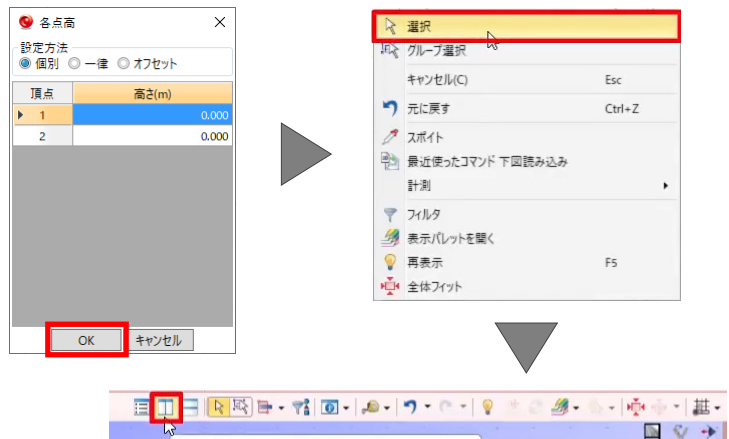 各点高
設定方法
個別 一律 オフセット
頂点 高さ(m)
1 0.000
2 0.000
OK キャンセル
選択
グループ選択
キャンセル(C) Esc
元に戻す Ctrl+Z
スポイト
最近使ったコマンド 下図読み込み
計測
フィルタ
表示パレットを開く
再表示 F5
全体フィット